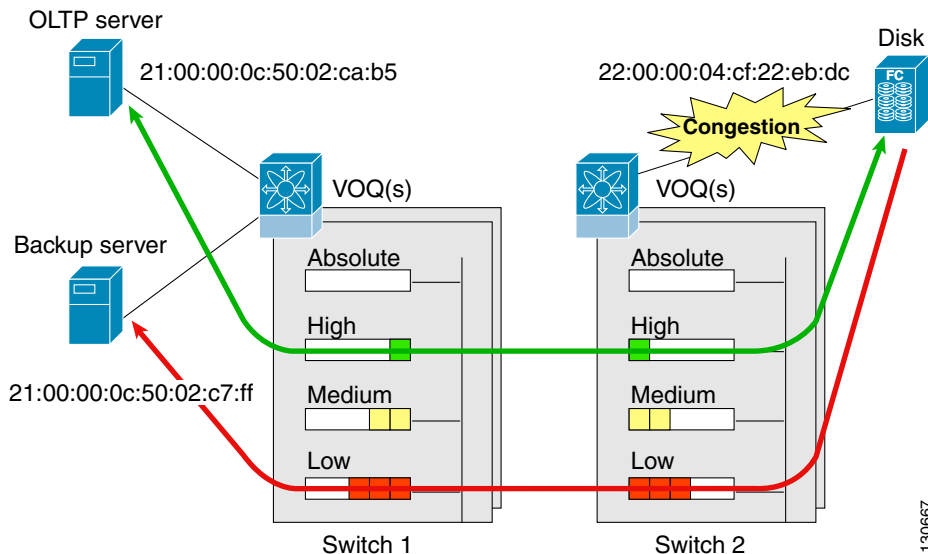 OLTP server
21:00:00:0c:50:02:ca:b5
22:00:00:04:cf:22:eb:dc
Disk
FC
Congestion
VOQ(s)
VOQ(s)
Backup server
21:00:00:0c:50:02:c7:ff
Absolute
High
Medium
Low
Absolute
High
Medium
Low
Switch 1
Switch 2
130667